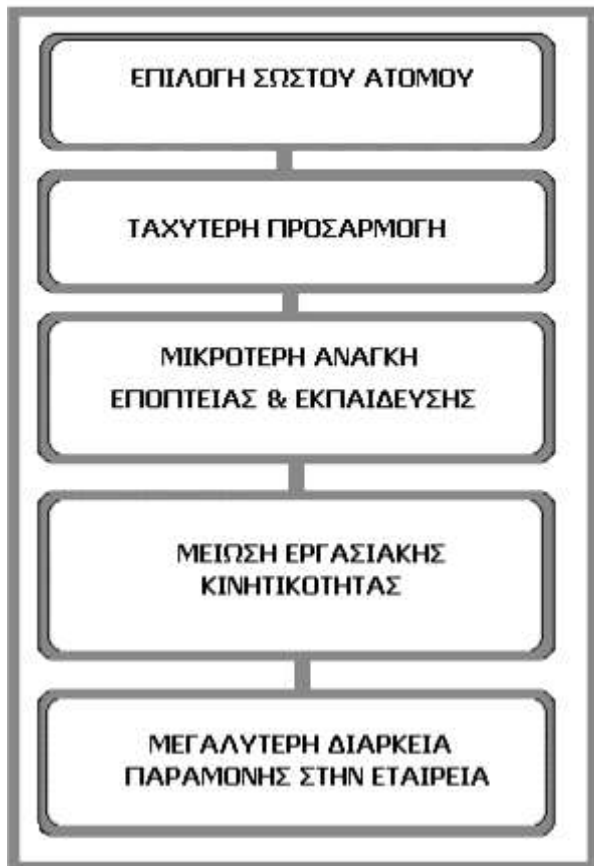 ΕΠΙΛΟΓΗ ΣΩΣΤΟΥ ΑΤΟΜΟΥ
ΤΑΧΥΤΕΡΗ ΠΡΟΣΑΡΜΟΓΗ
ΜΙΚΡΟΤΕΡΗ ΑΝΑΓΚΗ
ΕΠΟΠΤΕΙΑΣ & ΕΚΠΑΙΔΕΥΣΗΣ
ΜΕΙΩΣΗ ΕΡΓΑΣΙΑΚΗΣ
ΚΙΝΗΤΙΚΟΤΗΤΑΣ
ΜΕΓΑΛΥΤΕΡΗ ΔΙΑΡΚΕΙΑ
ΠΑΡΑΜΟΝΗΣ ΣΤΗΝ ΕΤΑΙΡΕΙΑ